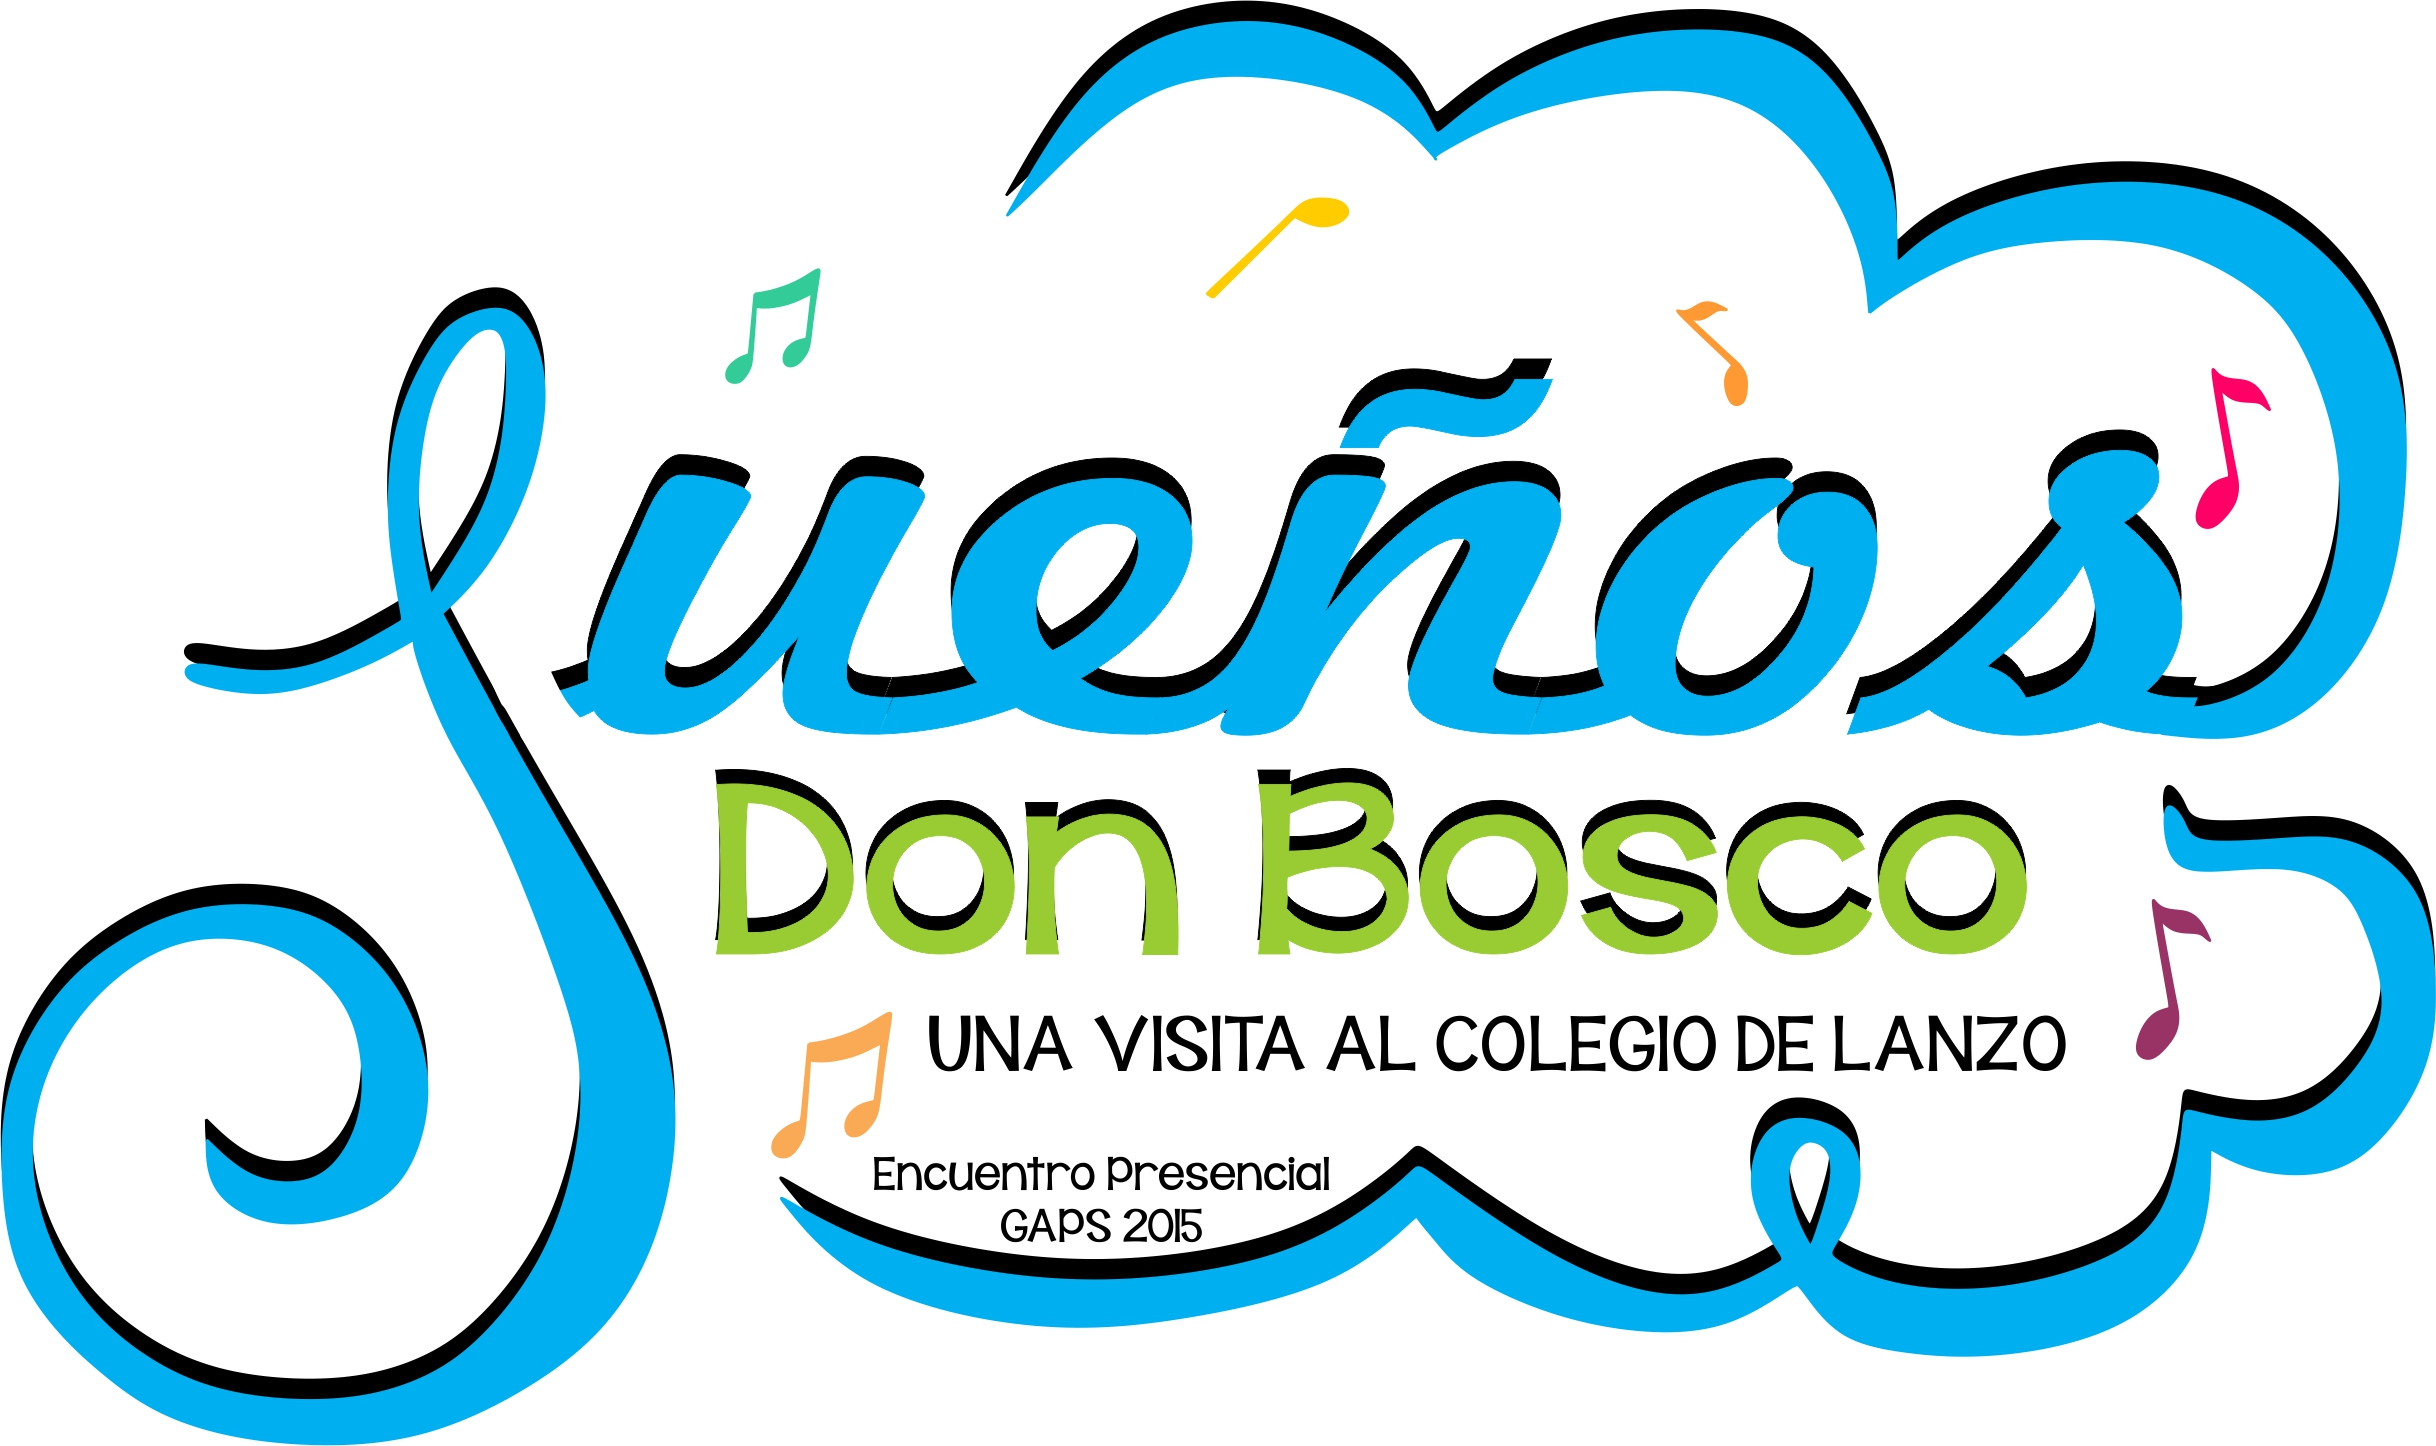 Sueños
Don Bosco
UNA VISITA AL COLEGIO DE LANZO
Encuentro Presencial
GAPS 2015